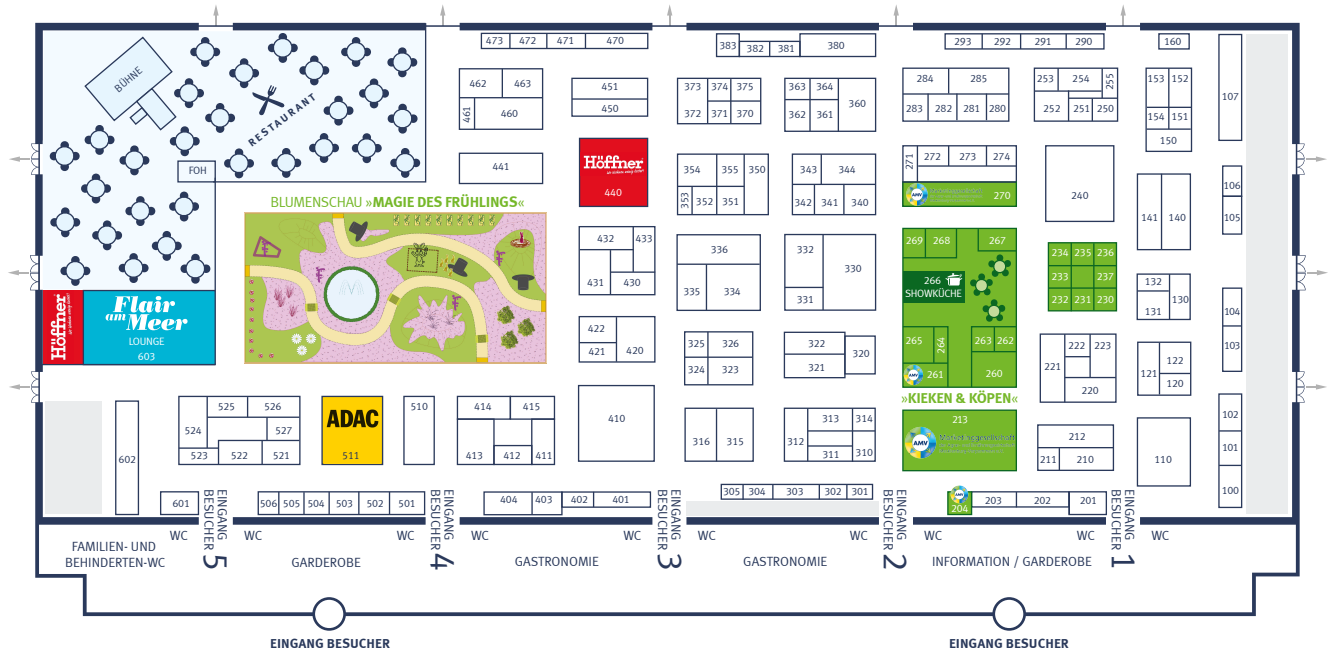 473 472 471 470
383 382 381 380
293 292 291 290
160
BÜHNE
RESTAURANT
FOH
462 463
461 460
451
450
441
Höffner
440
373 374 375
372 371 370
363 364 360
362 361
284 285
283 282 281 280
253 254 255
252 251 250
153 152
154 151
150
107
354 355 350
353 352 351
343 344
342 341 340
271 272 273 274
AMV
270
240
141 140
106
105
BLUMENSCHAU »MAGIE DES FRÜHLINGS«
432 433
431 430
336
335 334
332 330
331
269 268 267
266
SHOWKÜCHE
265 264 263 262
AMV 261 260
234 235 236
233 237
232 231 230
132
131 130
104
103
Höffner
Flair
am Meer
LOUNGE
603
422
421 420
325 326
324 323
322 320
321
221 222 223
220
121 122
120
»KIEKEN & KÖPEN«
602
525 526
524 527
523 522 521
ADAC
511
510
414 415
413 412 411
410
316 315
312 313 314
311 310
213
AMV
Marketinggesellschaft
212
211 210
110
102
101
100
601
506 505 504 503 502 501
404 403 402 401
305 304 303 302 301
AMV
204 203 202 201
WC
EINGANG
BESUCHER 5
WC
EINGANG
BESUCHER 4
WC
EINGANG
BESUCHER 3
WC
EINGANG
BESUCHER 2
WC
WC
EINGANG
BESUCHER 1
WC
FAMILIEN- UND
BEHINDERTEN-WC
GARDEROBE
GASTRONOMIE
GASTRONOMIE
INFORMATION / GARDEROBE
EINGANG BESUCHER
EINGANG BESUCHER